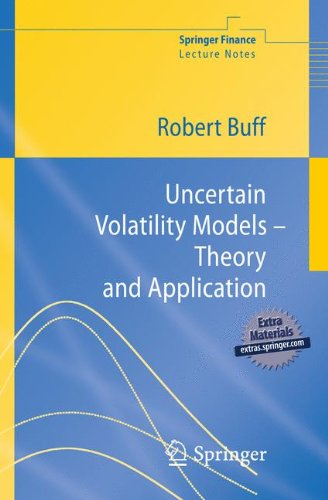 Springer Finance
Lecture Notes
Robert Buff
Uncertain
Volatility Models –
Theory
and Application
Extra
Materials
extras.springer.com
Springer